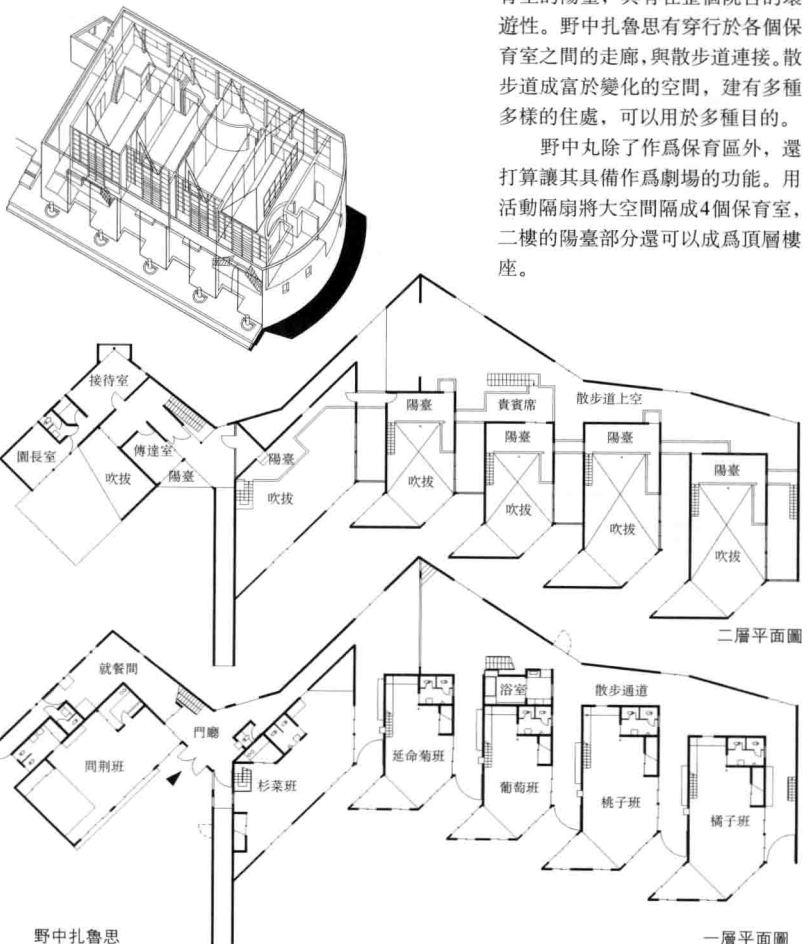 育室的陽臺，具有在整個院舍的環
遊性。野中扎魯思有穿行於各個保
育室之間的走廊，與散步道連接。散
步道成富於變化的空間，建有多種
多樣的住處，可以用於多種目的。
野中丸除了作爲保育區外，還
打算讓其具備作爲劇場的功能。用
活動隔扇將大空間隔成4個保育室，
二樓的陽臺部分還可以成爲頂層樓
座。
接待室
園長室
傳達室
吹拔
陽臺
陽臺
吹拔
陽臺
吹拔
貴賓席
陽臺
吹拔
散步道上空
陽臺
吹拔
陽臺
吹拔
二層平面圖
就餐間
問荆班
門廳
杉菜班
延命菊班
浴室
葡萄班
散步通道
桃子班
橘子班
野中扎魯思
一層平面圖